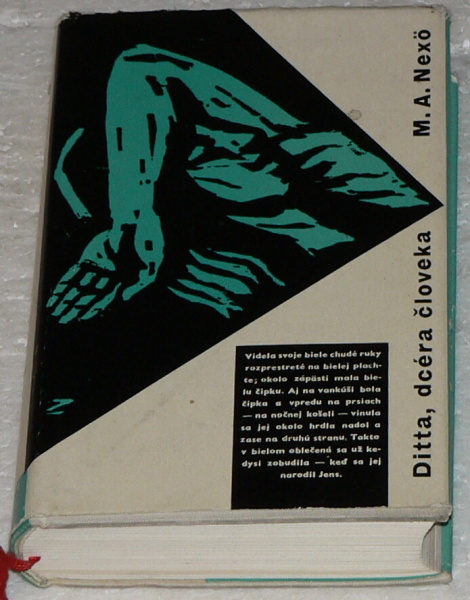 Ditta, dcéra človeka M. A. Nexö
Videla svoje biele chudé ruky
rozprestreté na bielej plach-
te; okolo zápästí mala bie-
lu čipku. Aj na vankúši bola
čipka a vpredu na prsiach
— na nočnej košeli — vinula
sa jej okolo hrdla nadol a
zase na druhú stranu. Takto
v bielom oblečená sa už ke-
dysi zobudila — keď sa jej
narodil Jens.